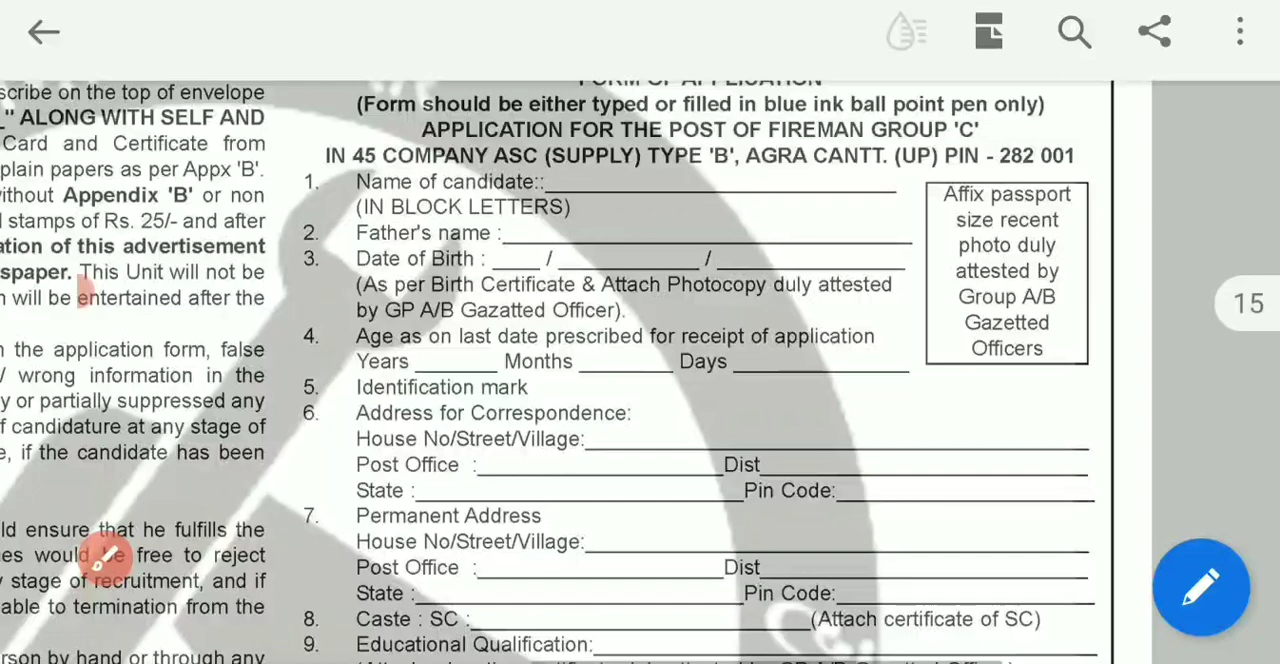 scribe on the top of envelope
" ALONG WITH SELF AND
Card and Certificate from
plain papers as per Appx 'B'.
ithout Appendix 'B' or non
l stamps of Rs. 25/- and after
ation of this advertisement
spaper. This Unit will not be
n will be entertained after the
n the application form, false
/ wrong information in the
y or partially suppressed any
f candidature at any stage of
e, if the candidate has been
ld ensure that he fulfills the
es would be free to reject
y stage of recruitment, and if
able to termination from the
rson by hand or through any
FORM OF APPLICATION
(Form should be either typed or filled in blue ink ball point pen only)
APPLICATION FOR THE POST OF FIREMAN GROUP 'C'
IN 45 COMPANY ASC (SUPPLY) TYPE 'B', AGRA CANTT. (UP) PIN - 282 001
1. Name of candidate::
(IN BLOCK LETTERS)
2. Father's name :
3. Date of Birth : / /
(As per Birth Certificate & Attach Photocopy duly attested
by GP A/B Gazatted Officer).
4. Age as on last date prescribed for receipt of application
Years Months Days
5. Identification mark
6. Address for Correspondence:
House No/Street/Village:
Post Office : Dist
State : Pin Code:
7. Permanent Address
House No/Street/Village:
Post Office : Dist
State : Pin Code:
8. Caste : SC : (Attach certificate of SC)
9. Educational Qualification:
Affix passport
size recent
photo duly
attested by
Group A/B
Gazetted
Officers
15